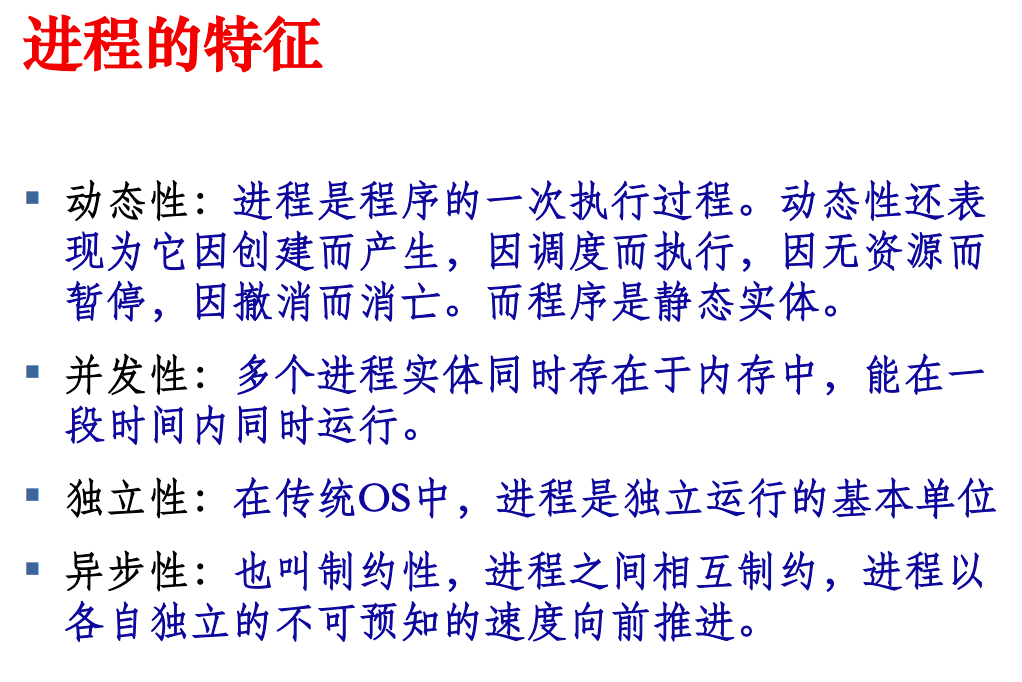 进程的特征
动态性：进程是程序的一次执行过程。动态性还表
现为它因创建而产生，因调度而执行，因无资源而
暂停，因撤消而消亡。而程序是静态实体。
并发性：多个进程实体同时存在于内存中，能在一
段时间内同时运行。
独立性：在传统OS中，进程是独立运行的基本单位
异步性：也叫制约性，进程之间相互制约，进程以
各自独立的不可预知的速度向前推进。